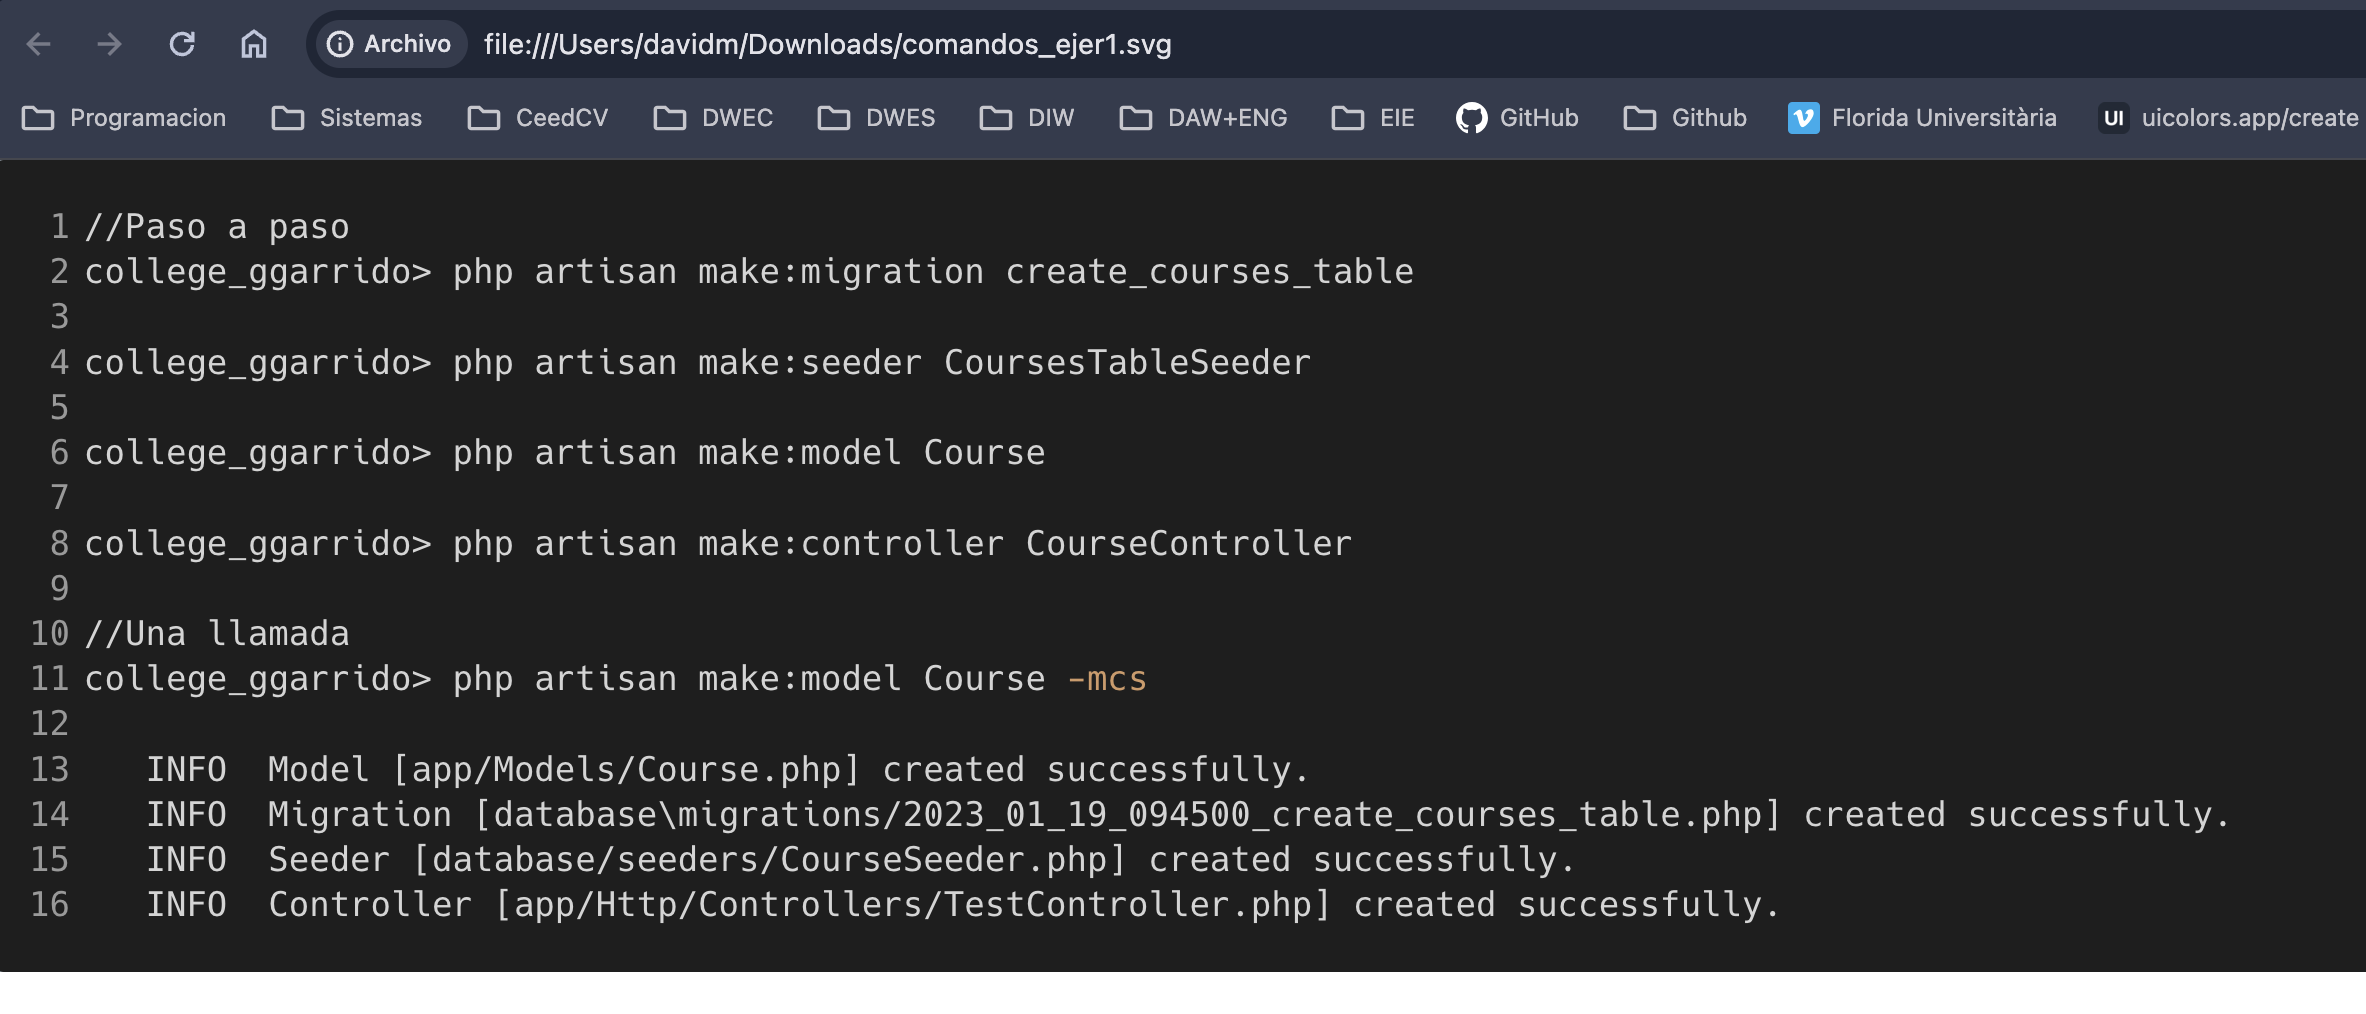 Archivo file:///Users/davidm/Downloads/comandos_ejer1.svg
Programacion Sistemas CeedCV DWEC DWES DIW DAW+ENG EIE GitHub Github Florida Universitària UI uicolors.app/create
1 //Paso a paso
2 college_ggarrido> php artisan make:migration create_courses_table
3
4 college_ggarrido> php artisan make:seeder CoursesTableSeeder
5
6 college_ggarrido> php artisan make:model Course
7
8 college_ggarrido> php artisan make:controller CourseController
9
10 //Una llamada
11 college_ggarrido> php artisan make:model Course -mcs
12
13 INFO Model [app/Models/Course.php] created successfully.
14 INFO Migration [database\migrations/2023_01_19_094500_create_courses_table.php] created successfully.
15 INFO Seeder [database/seeders/CourseSeeder.php] created successfully.
16 INFO Controller [app/Http/Controllers/TestController.php] created successfully.